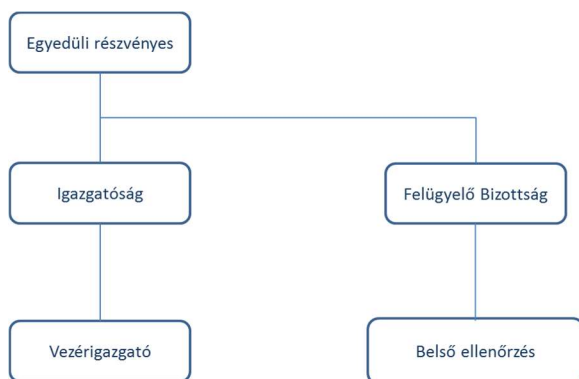 Egyedüli részvényes
Igazgatóság
Felügyelő Bizottság
Vezérigazgató
Belső ellenőrzés